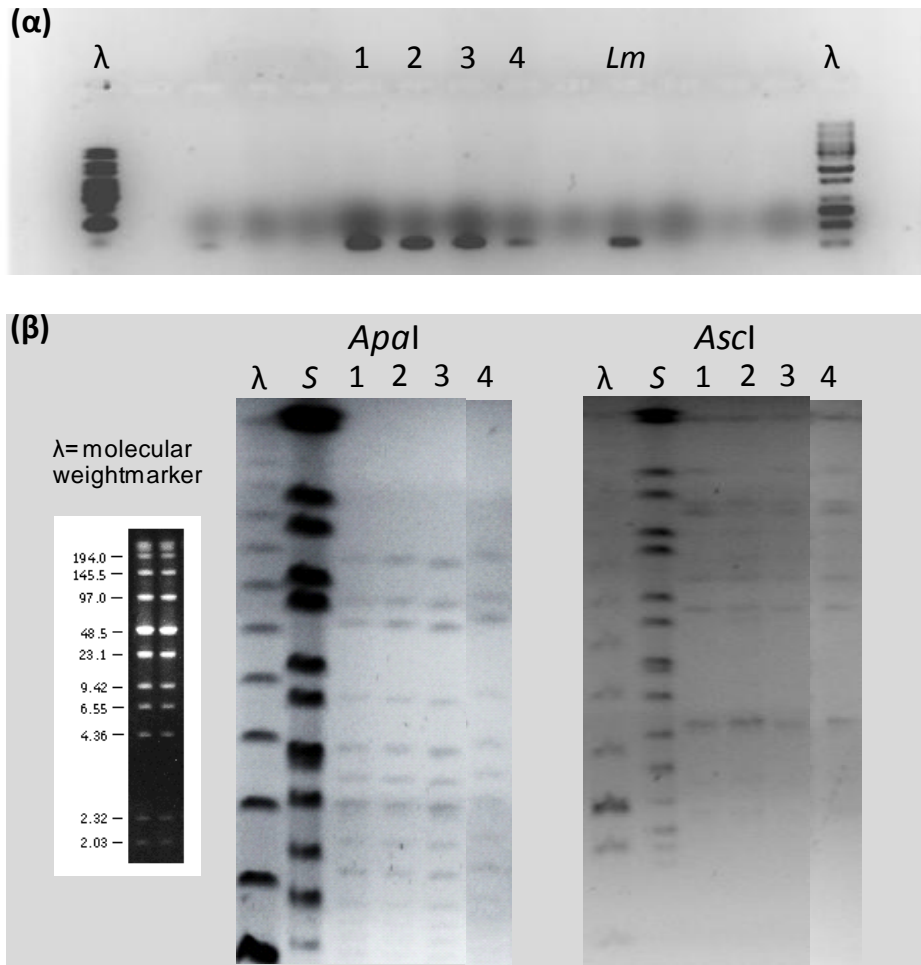 (α)
λ 1 2 3 4 Lm λ
(β)
ApaI AscI
λ S 1 2 3 4 λ S 1 2 3 4
λ= molecular
weightmarker
194.0
145.5
97.0
48.5
23.1
9.42
6.55
4.36
2.32
2.03